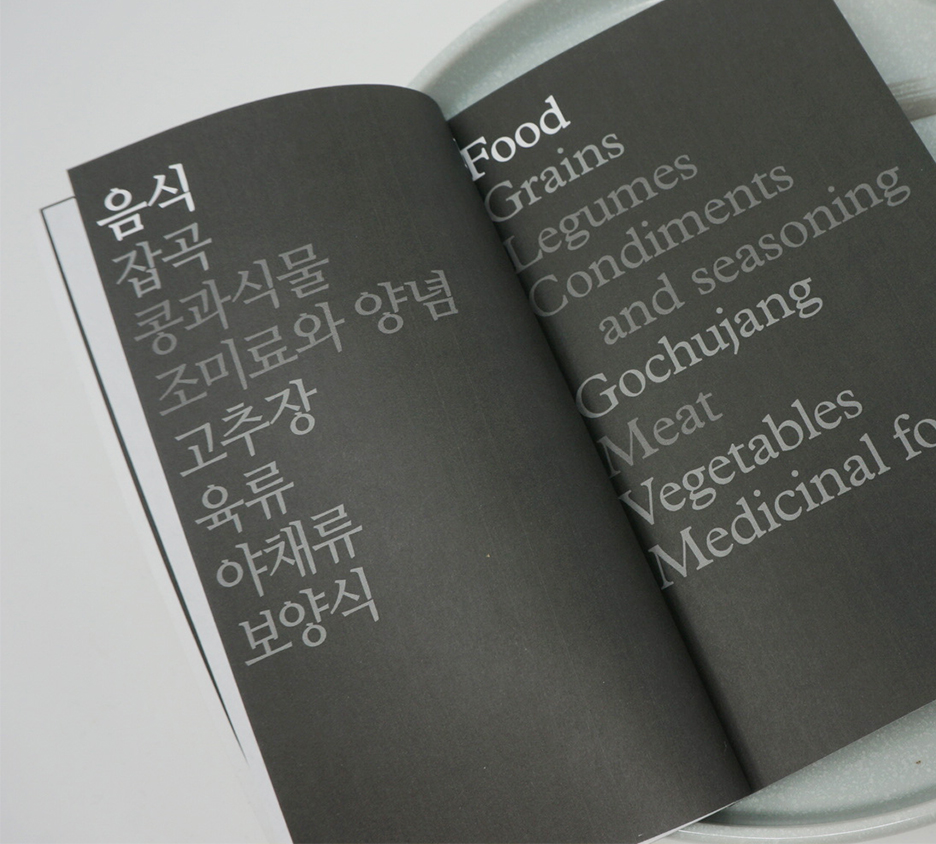 음식
잡곡
콩과식물
조미료와 양념
고추장
육류
야채류
보양식
Food
Grains
Legumes
Condiments
and seasoning
Gochujang
Meat
Vegetables
Medicinal fo